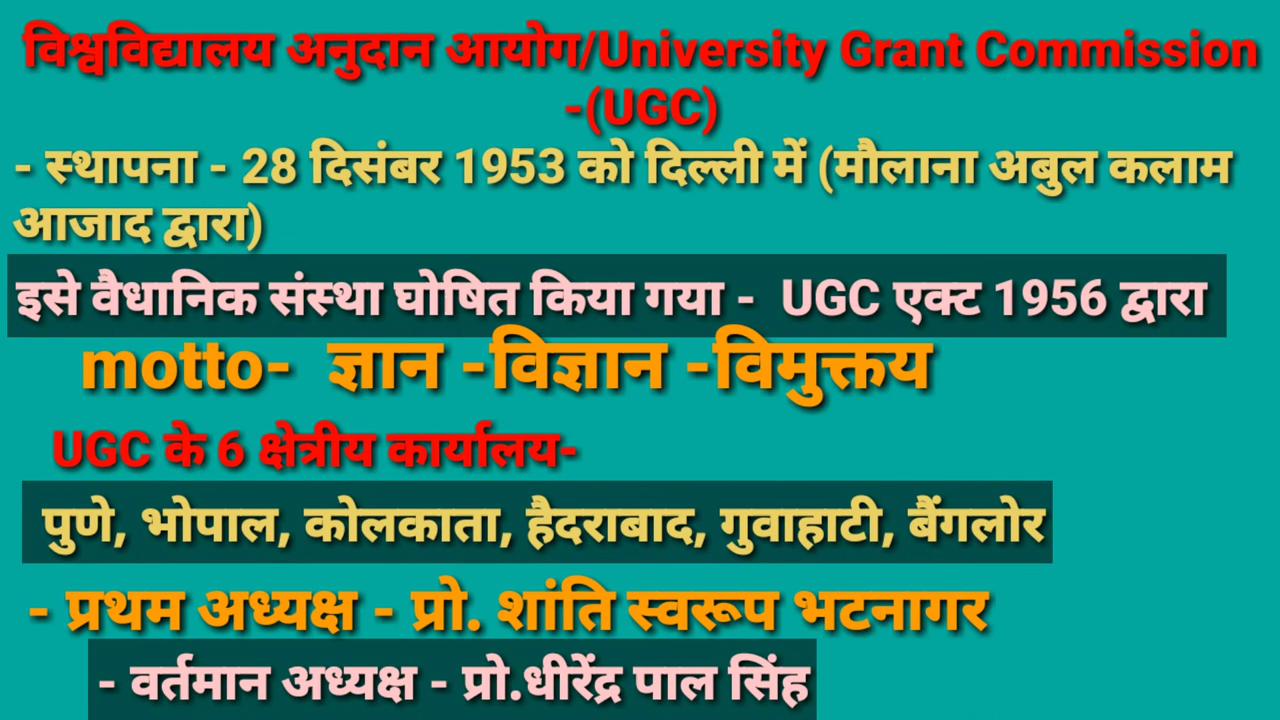 विश्वविद्यालय अनुदान आयोग/University Grant Commission
-(UGC)
- स्थापना - 28 दिसंबर 1953 को दिल्ली में (मौलाना अबुल कलाम
आजाद द्वारा)
इसे वैधानिक संस्था घोषित किया गया - UGC एक्ट 1956 द्वारा
motto- ज्ञान -विज्ञान -विमुक्तय
UGC के 6 क्षेत्रीय कार्यालय-
पुणे, भोपाल, कोलकाता, हैदराबाद, गुवाहाटी, बैंगलोर
- प्रथम अध्यक्ष - प्रो. शांति स्वरूप भटनागर
- वर्तमान अध्यक्ष - प्रो.धीरेंद्र पाल सिंह